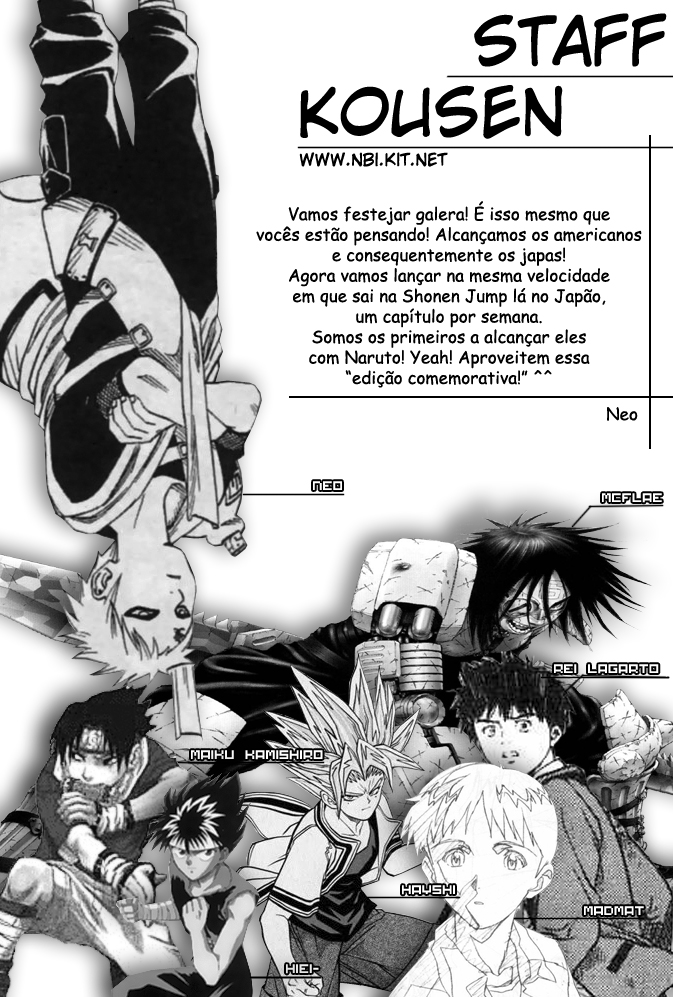 STAFF
KOUSEN
WWW.NBI.KIT.NET
Vamos festejar galera! É isso mesmo que
vocês estão pensando! Alcançamos os americanos
e consequentemente os japas!
Agora vamos lançar na mesma velocidade
em que sai na Shonen Jump lá no Japão,
um capítulo por semana.
Somos os primeiros a alcançar eles
com Naruto! Yeah! Aproveitem essa
“edição comemorativa!” ^^
Neo
NEO
MCFLAE
REI LAGARTO
MAIKU KAMISHIRO
HAYSHI
MADMAT
HIEI-